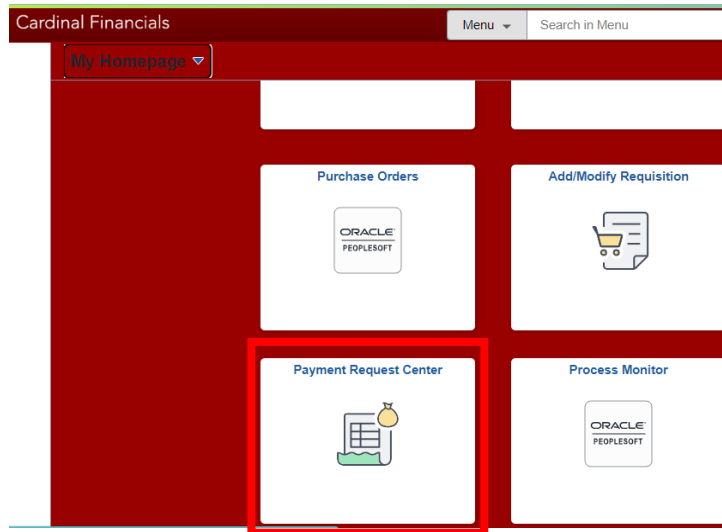 Cardinal Financials
Menu
Search in Menu
My Homepage
Purchase Orders
Add/Modify Requisition
ORACLE
PEOPLESOFT
Payment Request Center
Process Monitor
ORACLE
PEOPLESOFT